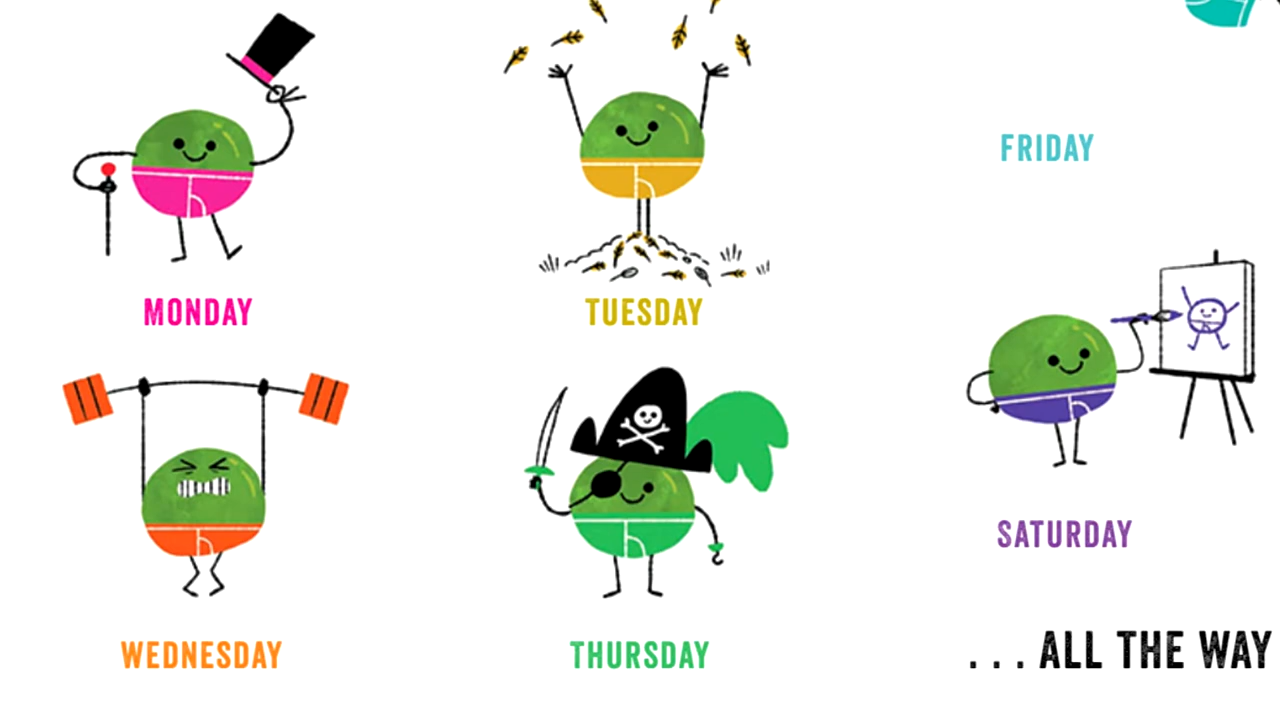 MONDAY
TUESDAY
WEDNESDAY
THURSDAY
FRIDAY
SATURDAY
...ALL THE WAY